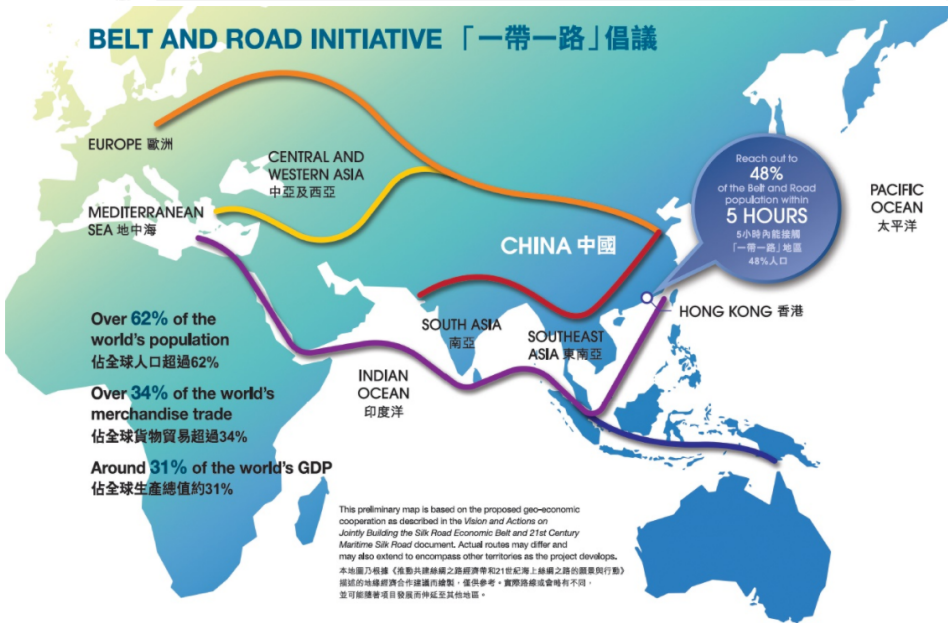 BELT AND ROAD INITIATIVE 「一帶一路」倡議
EUROPE 歐洲
CENTRAL AND
WESTERN ASIA
中亞及西亞
MEDITERRANEAN
SEA 地中海
CHINA 中國
Reach out to
48%
of the Belt and Road
population within
5 HOURS
5小時內能接觸
「一帶一路」地區
48%人口
PACIFIC
OCEAN
太平洋
HONG KONG 香港
SOUTH ASIA
南亞
SOUTHEAST
ASIA 東南亞
INDIAN
OCEAN
印度洋
Over 62% of the
world's population
佔全球人口超過62%
Over 34% of the world's
merchandise trade
佔全球貨物貿易超過34%
Around 31% of the world's GDP
佔全球生產總值約31%
This preliminary map is based on the proposed geo-economic
cooperation as described in the Vision and Actions on
Jointly Building the Silk Road Economic Belt and 21st Century
Maritime Silk Road document. Actual routes may differ and
may also extend to encompass other territories as the project develops.
本地圖乃根據《推動共建絲綢之路經濟帶和21世紀海上絲綢之路的願景與行動》
描述的地緣經濟合作建議而繪製，僅供參考。實際路線或會略有不同，
並可能隨著項目發展而伸延至其他地區。